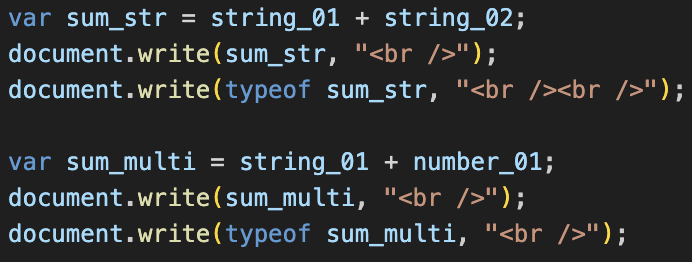 var sum_str = string_01 + string_02;
document.write(sum_str, "<br />");
document.write(typeof sum_str, "<br /><br />");
var sum_multi = string_01 + number_01;
document.write(sum_multi, "<br />");
document.write(typeof sum_multi, "<br />");